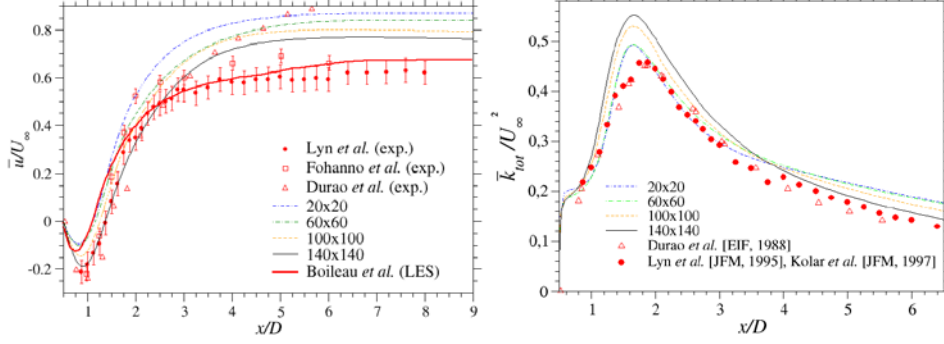 0.8
0.6
0.4
0.2
0
-0.2
u̅/U∞
Lyn et al. (exp.)
Fohanno et al. (exp.)
Durao et al. (exp.)
20x20
60x60
100x100
140x140
Boileau et al. (LES)
1 2 3 4 5 6 7 8 9
x/D
0,5
0,4
0,3
0,2
0,1
0
k̅tot/U∞²
20x20
60x60
100x100
140x140
Durao et al. [EIF, 1988]
Lyn et al. [JFM, 1995], Kolar et al. [JFM, 1997]
1 2 3 4 5 6
x/D